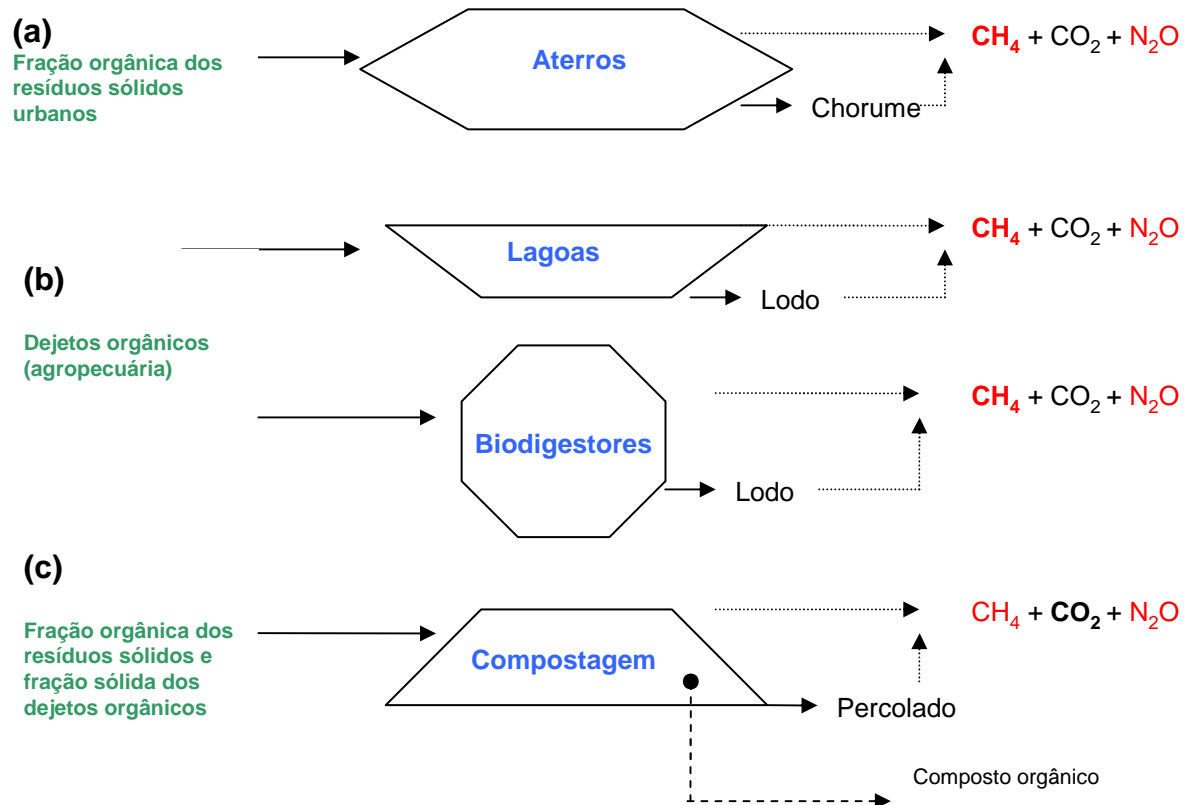 (a)
Fração orgânica dos
resíduos sólidos
urbanos
Aterros
CH₄ + CO₂ + N₂O
Chorume
(b)
Dejetos orgânicos
(agropecuária)
Lagoas
CH₄ + CO₂ + N₂O
Lodo
Biodigestores
CH₄ + CO₂ + N₂O
Lodo
(c)
Fração orgânica dos
resíduos sólidos e
fração sólida dos
dejetos orgânicos
Compostagem
CH₄ + CO₂ + N₂O
Percolado
Composto orgânico